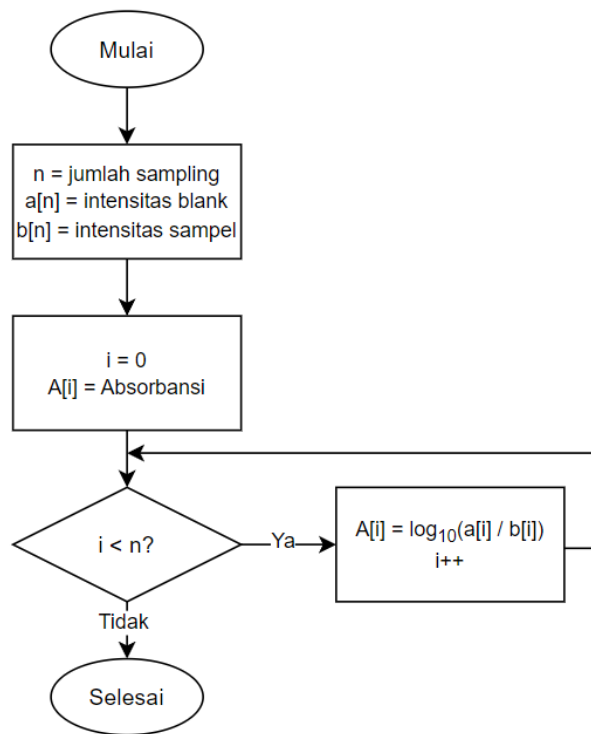 Mulai
n = jumlah sampling
a[n] = intensitas blank
b[n] = intensitas sampel
i = 0
A[i] = Absorbansi
i < n?
Ya
A[i] = log₁₀(a[i] / b[i])
i++
Tidak
Selesai